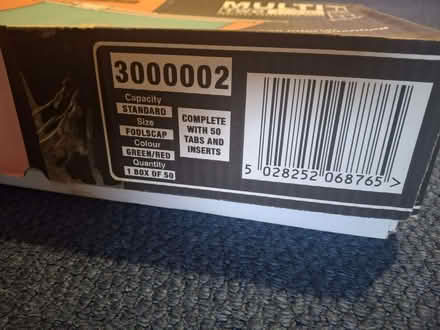 MULTI
3000002
Capacity
STANDARD
Size
FOOLSCAP
Colour
GREEN/RED
Quantity
1 BOX OF 50
COMPLETE
WITH 50
TABS AND
INSERTS
5 028252 068765 >